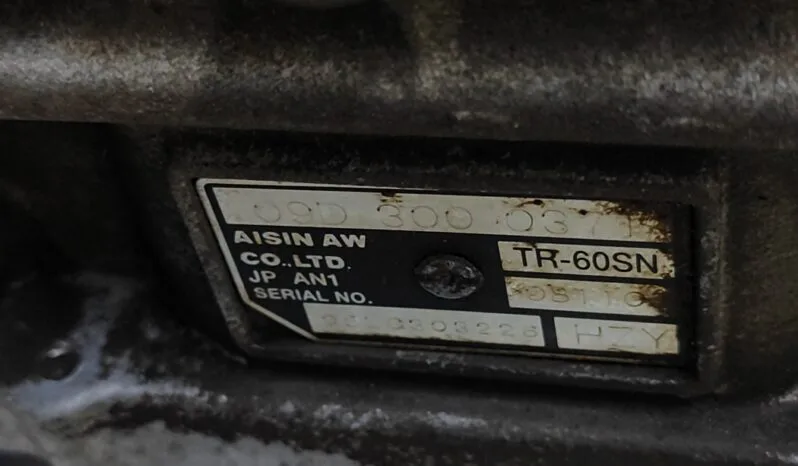 09D 300 037
AISIN AW
CO.,LTD.
TR-60SN
JP AN1
SERIAL NO.
HZY